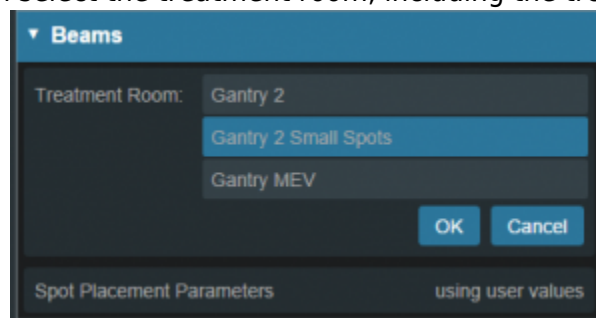 ▼ Beams
Treatment Room: Gantry 2
Gantry 2 Small Spots
Gantry MEV
OK Cancel
Spot Placement Parameters using user values